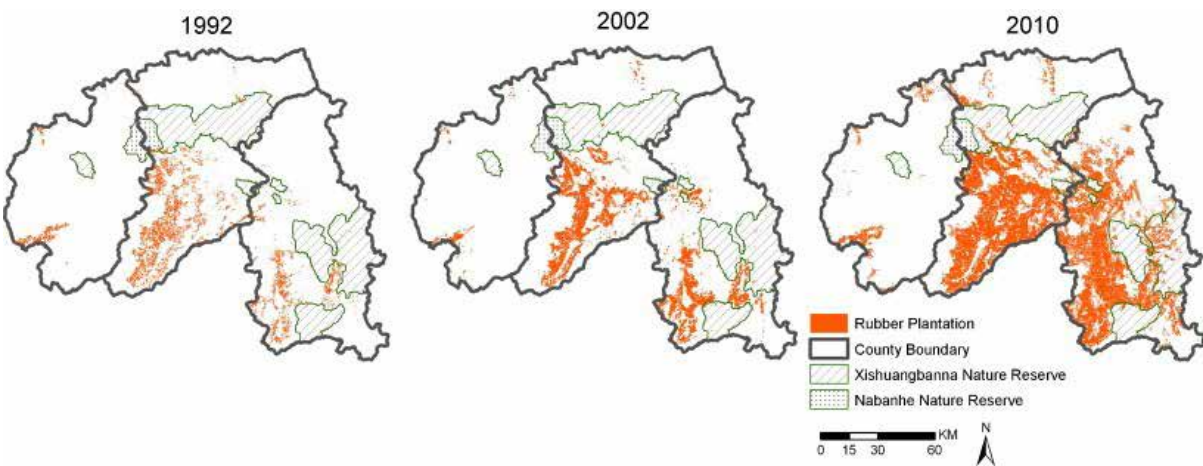 1992
2002
2010
Rubber Plantation
County Boundary
Xishuangbanna Nature Reserve
Nabanhe Nature Reserve
KM
0 15 30 60
N